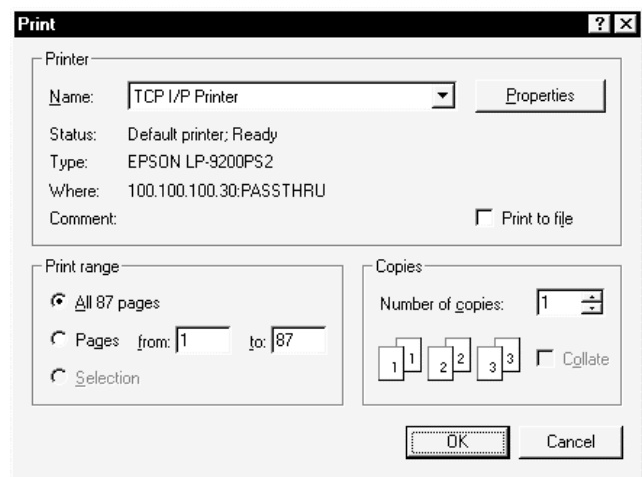 Print
Printer
Name: TCP I/P Printer Properties
Status: Default printer; Ready
Type: EPSON LP-9200PS2
Where: 100.100.100.30:PASSTHRU
Comment: Print to file
Print range
All 87 pages
Pages from: 1 to: 87
Selection
Copies
Number of copies: 1
1 1 2 2 3 3 Collate
OK Cancel